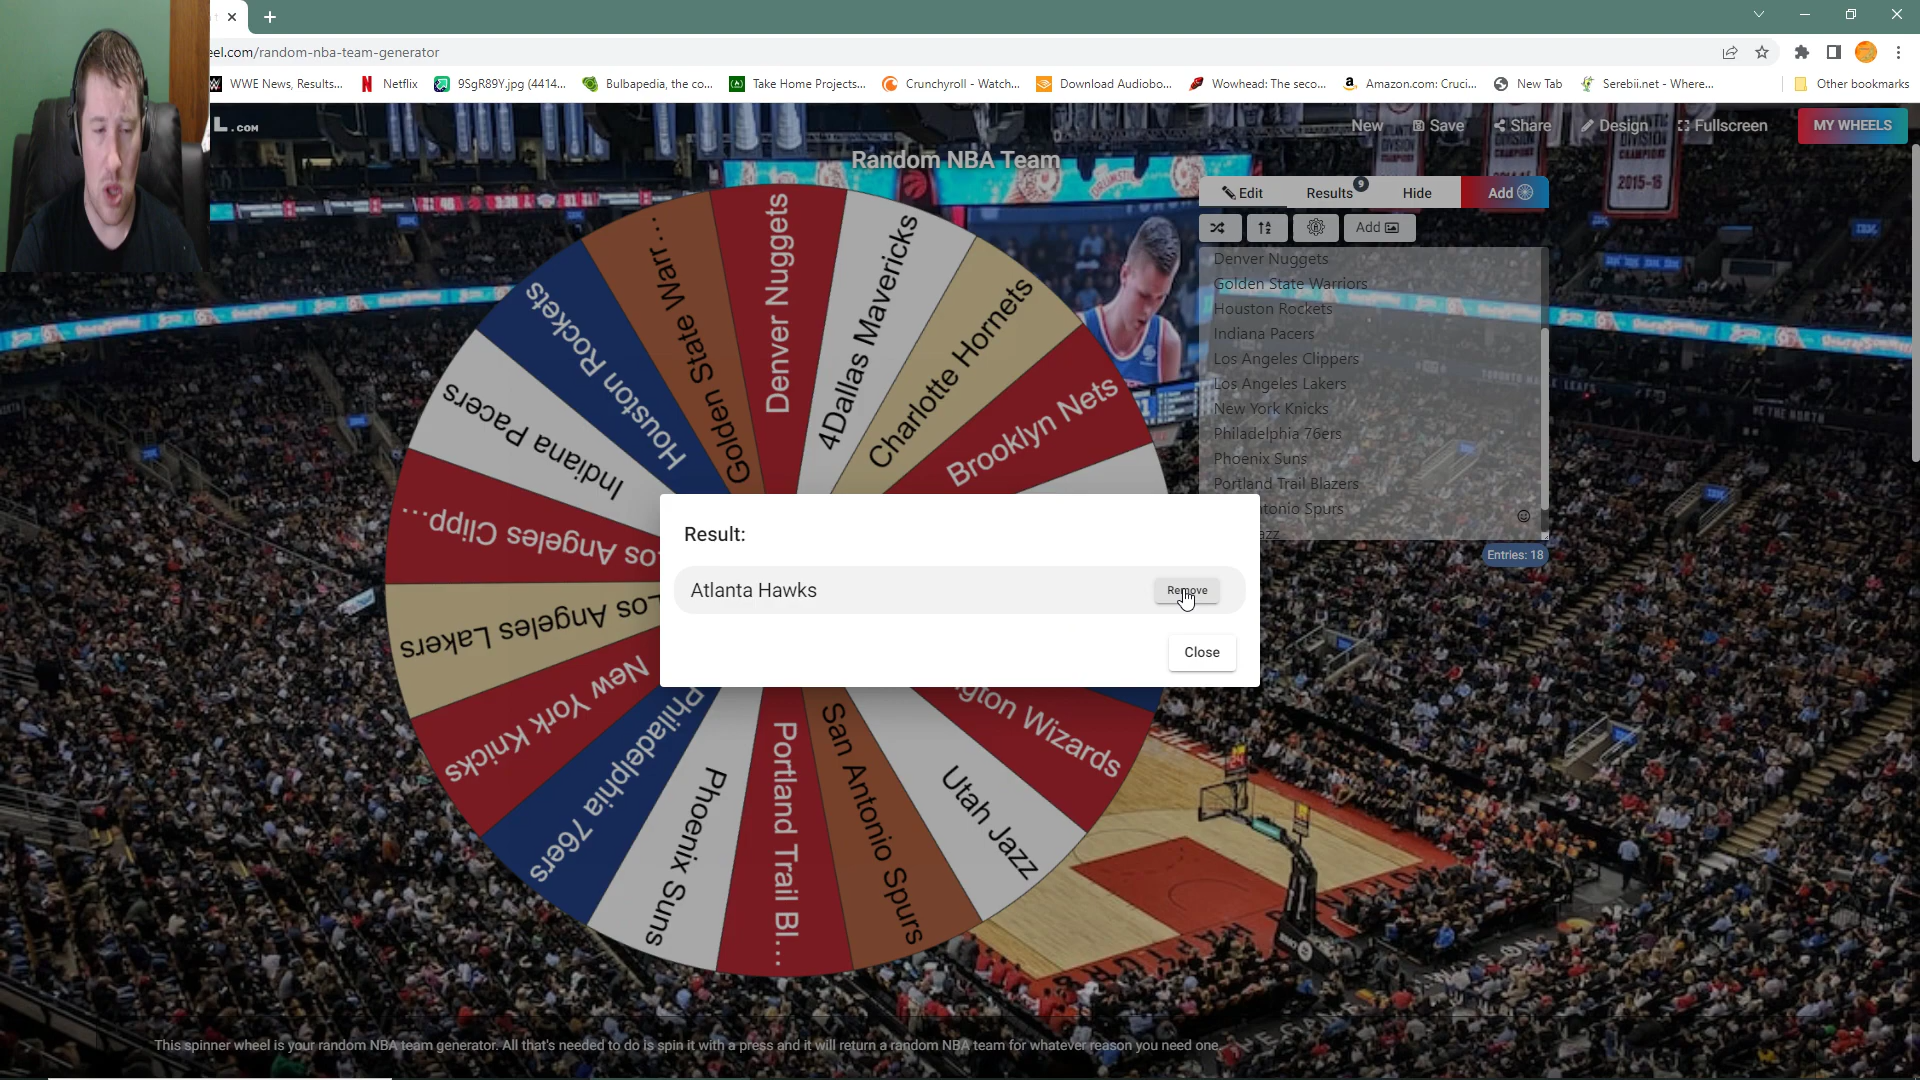 eel.com/random-nba-team-generator
WWE News, Results...
Netflix
9SgR89Y.jpg (4414...
Bulbapedia, the co...
Take Home Projects...
Crunchyroll - Watch...
Download Audiobo...
Wowhead: The seco...
Amazon.com: Cruci...
New Tab
Serebii.net - Where...
Other bookmarks
L.COM
New
Save
Share
Design
Fullscreen
MY WHEELS
Random NBA Team
Edit
Results
9
Hide
Add
Add
Denver Nuggets
Golden State Warriors
Houston Rockets
Indiana Pacers
Los Angeles Clippers
Los Angeles Lakers
New York Knicks
Philadelphia 76ers
Phoenix Suns
Portland Trail Blazers
tonio Spurs
azz
Entries: 18
Denver Nuggets
4Dallas Mavericks
Charlotte Hornets
Brooklyn Nets
gton Wizards
Utah Jazz
San Antonio Spurs
Portland Trail Bl...
Phoenix Suns
Philadelphia 76ers
New York Knicks
Los Angeles Lakers
Los Angeles Clipp...
Indiana Pacers
Houston Rockets
Golden State Warr...
Result:
Atlanta Hawks
Remove
Close
2015-16
WE THE NORTH
This spinner wheel is your random NBA team generator. All that's needed to do is spin it with a press and it will return a random NBA team for whatever reason you need one.